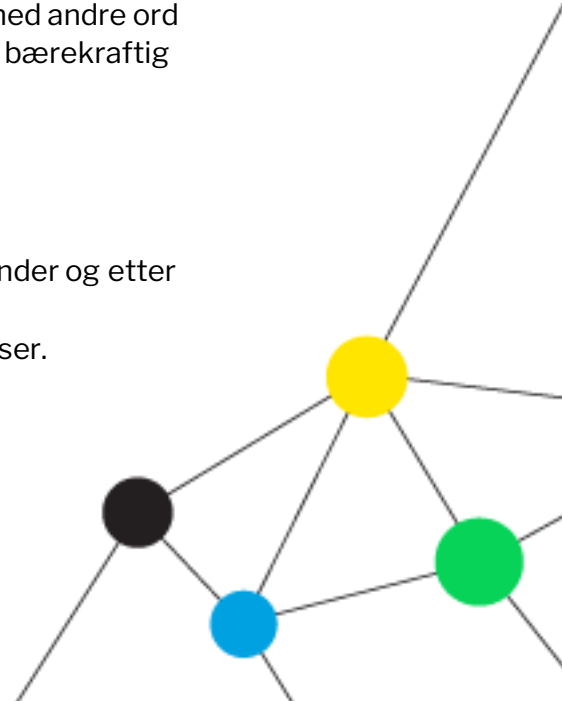 med andre ord
bærekraftig
nder og etter
ser.